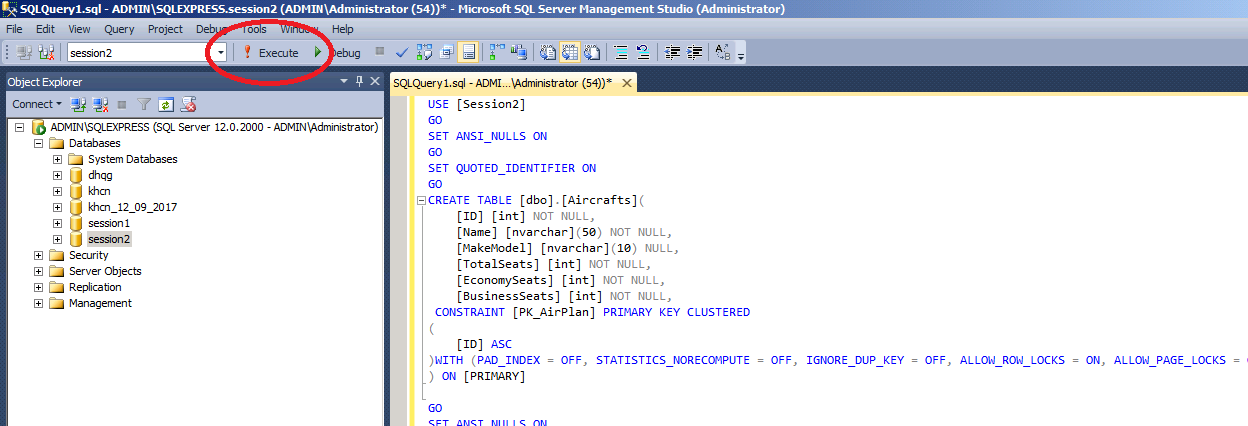 SQLQuery1.sql - ADMIN\SQLEXPRESS.session2 (ADMIN\Administrator (54))* - Microsoft SQL Server Management Studio (Administrator)
File Edit View Query Project Debug Tools Window Help
session2 Execute Debug
Object Explorer
Connect
ADMIN\SQLEXPRESS (SQL Server 12.0.2000 - ADMIN\Administrator)
Databases
System Databases
dhqg
khcn
khcn_12_09_2017
session1
session2
Security
Server Objects
Replication
Management
SQLQuery1.sql - ADMI...\Administrator (54))*
USE [Session2]
GO
SET ANSI_NULLS ON
GO
SET QUOTED_IDENTIFIER ON
GO
CREATE TABLE [dbo].[Aircrafts](
[ID] [int] NOT NULL,
[Name] [nvarchar](50) NOT NULL,
[MakeModel] [nvarchar](10) NULL,
[TotalSeats] [int] NOT NULL,
[EconomySeats] [int] NOT NULL,
[BusinessSeats] [int] NOT NULL,
CONSTRAINT [PK_AirPlan] PRIMARY KEY CLUSTERED
(
[ID] ASC
)WITH (PAD_INDEX = OFF, STATISTICS_NORECOMPUTE = OFF, IGNORE_DUP_KEY = OFF, ALLOW_ROW_LOCKS = ON, ALLOW_PAGE_LOCKS =
) ON [PRIMARY]
GO
SET ANSI_NULLS ON